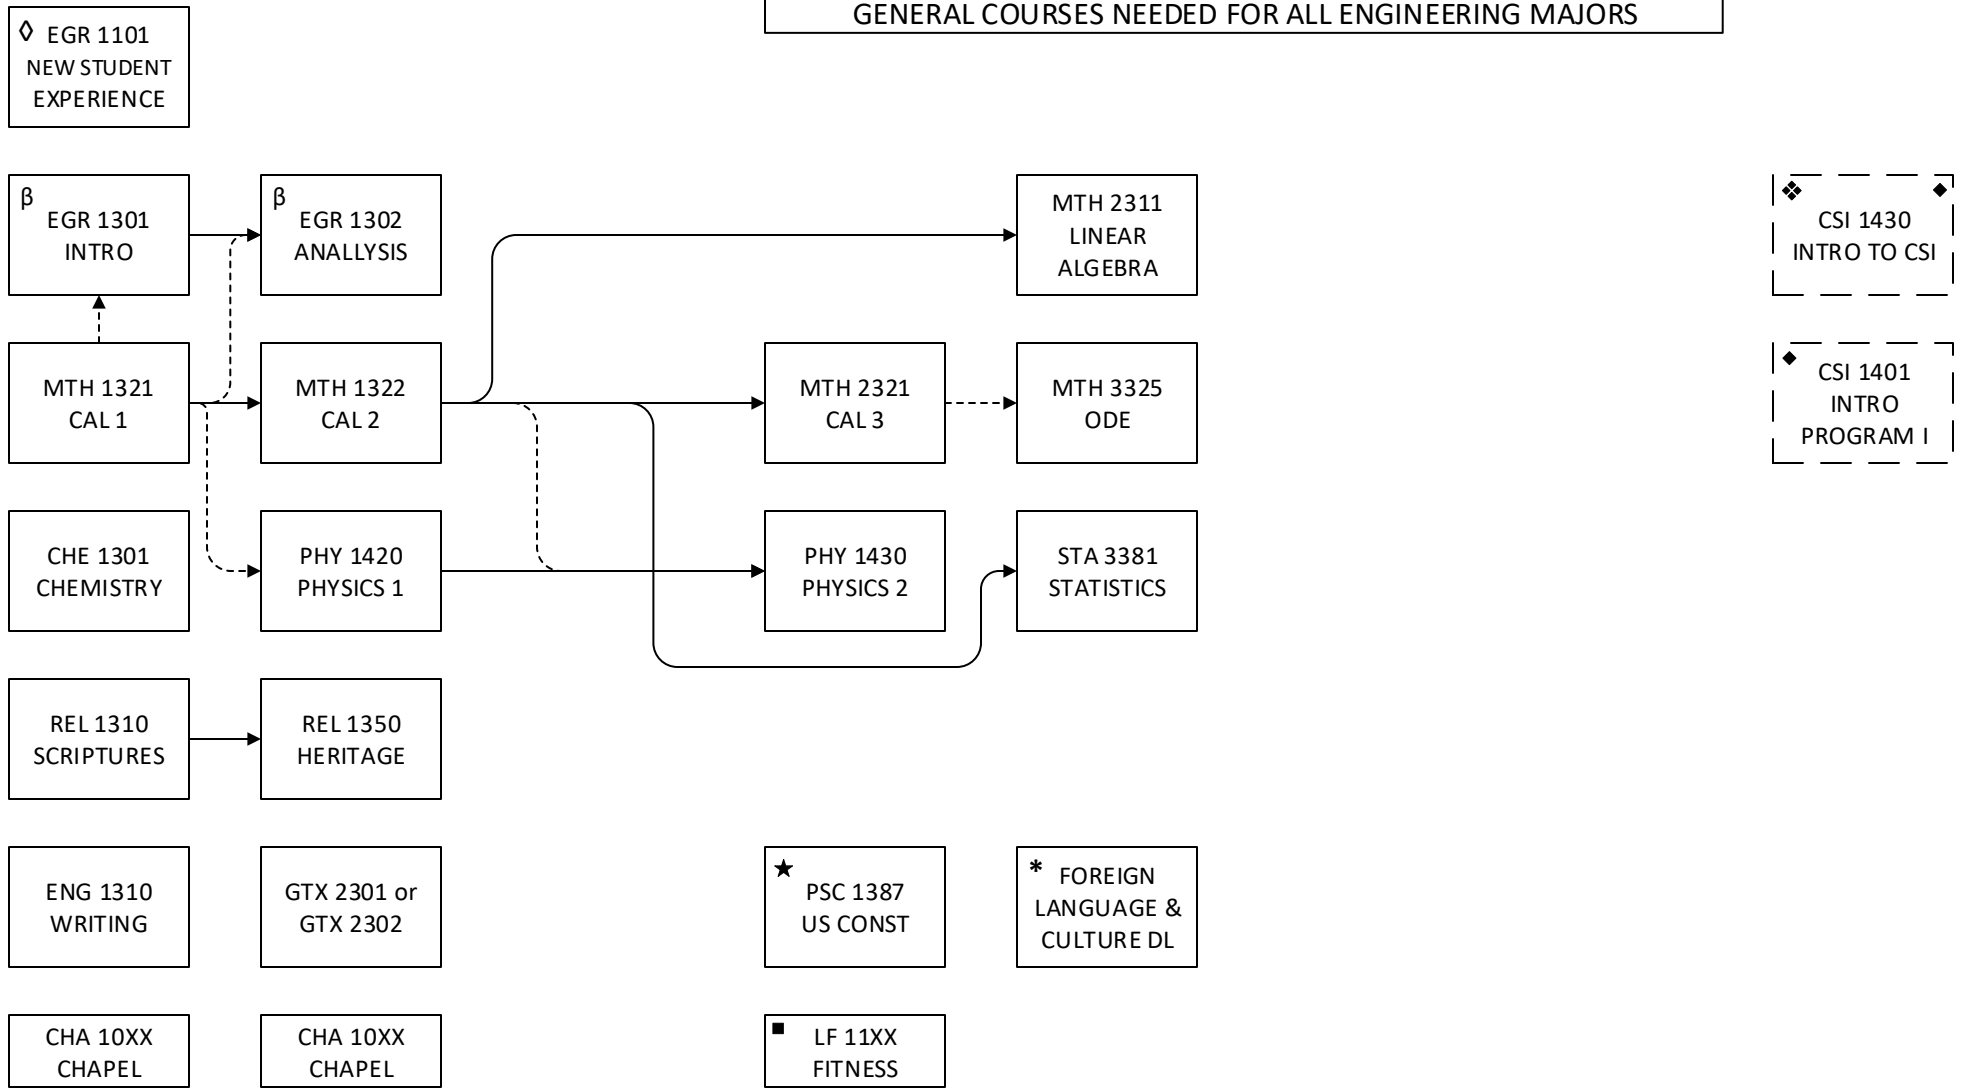 GENERAL COURSES NEEDED FOR ALL ENGINEERING MAJORS
◊ EGR 1101
NEW STUDENT
EXPERIENCE
β
EGR 1301
INTRO
β
EGR 1302
ANALLYSIS
MTH 2311
LINEAR
ALGEBRA
❖ ◆
CSI 1430
INTRO TO CSI
MTH 1321
CAL 1
MTH 1322
CAL 2
MTH 2321
CAL 3
MTH 3325
ODE
◆ CSI 1401
INTRO
PROGRAM I
CHE 1301
CHEMISTRY
PHY 1420
PHYSICS 1
PHY 1430
PHYSICS 2
STA 3381
STATISTICS
REL 1310
SCRIPTURES
REL 1350
HERITAGE
ENG 1310
WRITING
GTX 2301 or
GTX 2302
★
PSC 1387
US CONST
* FOREIGN
LANGUAGE &
CULTURE DL
CHA 10XX
CHAPEL
CHA 10XX
CHAPEL
■ LF 11XX
FITNESS